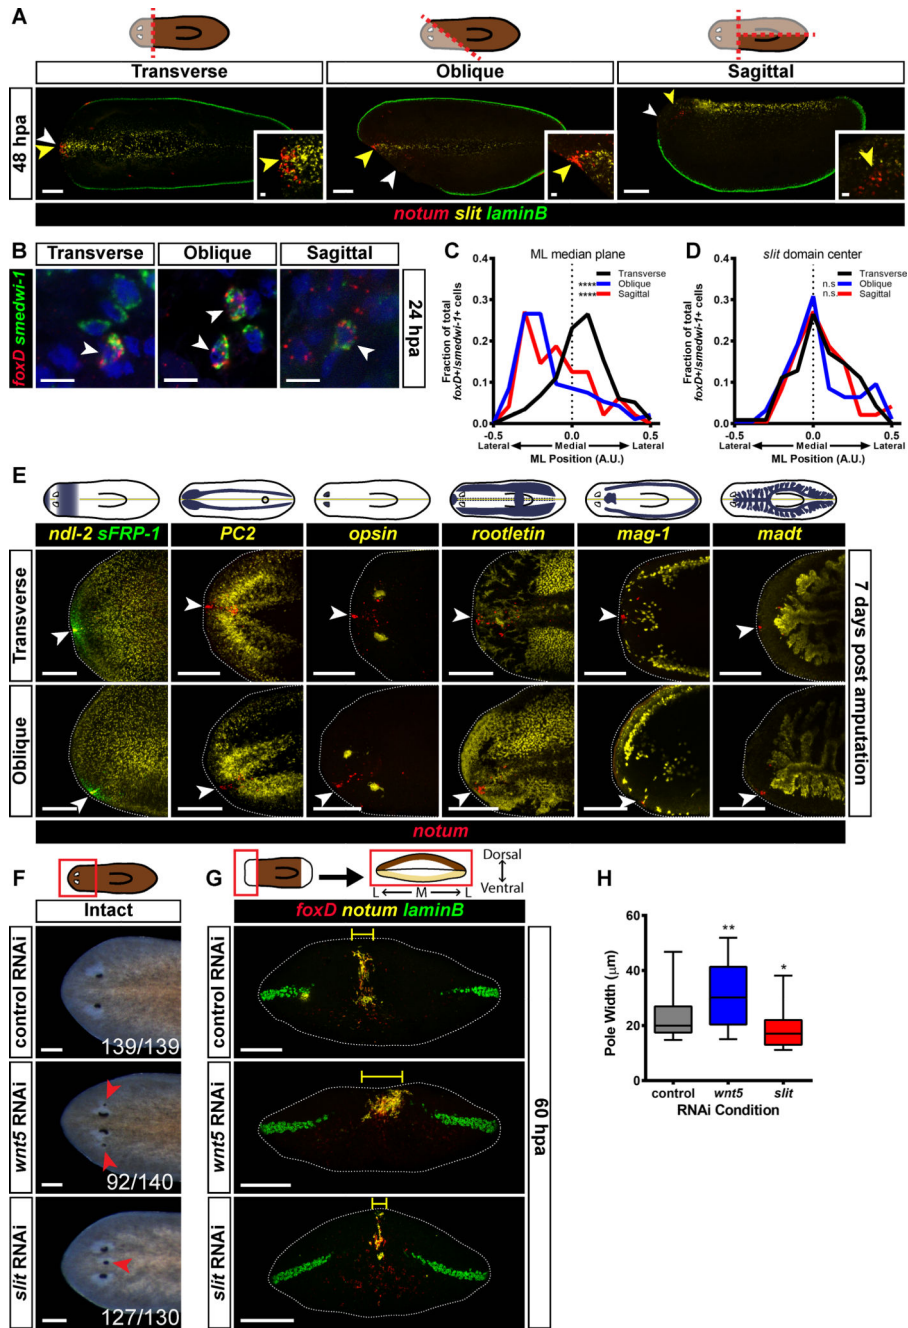 A
Transverse
Oblique
Sagittal
48 hpa
notum slit laminB
B
Transverse
Oblique
Sagittal
foxD smedwi-1
24 hpa
C
ML median plane
Transverse
**** Oblique
**** Sagittal
Fraction of total
foxD+/smedwi-1+ cells
0.4
0.3
0.2
0.1
0.0
-0.5
0.0
0.5
Lateral
Medial
Lateral
ML Position (A.U.)
D
slit domain center
Transverse
n.s Oblique
n.s. Sagittal
Fraction of total
foxD+/smedwi-1+ cells
0.4
0.3
0.2
0.1
0.0
-0.5
0.0
0.5
Lateral
Medial
Lateral
ML Position (A.U.)
E
ndl-2 sFRP-1
PC2
opsin
rootletin
mag-1
madt
Transverse
Oblique
7 days post amputation
notum
F
Intact
control RNAi
139/139
wnt5 RNAi
92/140
slit RNAi
127/130
G
Dorsal
Ventral
L
M
L
foxD notum laminB
control RNAi
wnt5 RNAi
slit RNAi
60 hpa
H
Pole Width (µm)
60
40
20
0
**
*
control
wnt5
slit
RNAi Condition